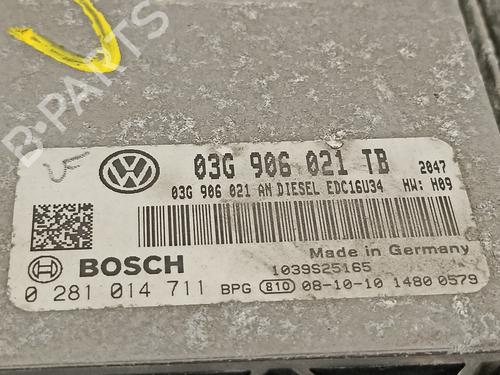 B-PARTS
03G 906 021 TB 2047
03G 906 021 AN DIESEL EDC16U34 HW: H09
Made in Germany
BOSCH 1039S25165
0 281 014 711 BPG 810 08-10-10 1480 0579